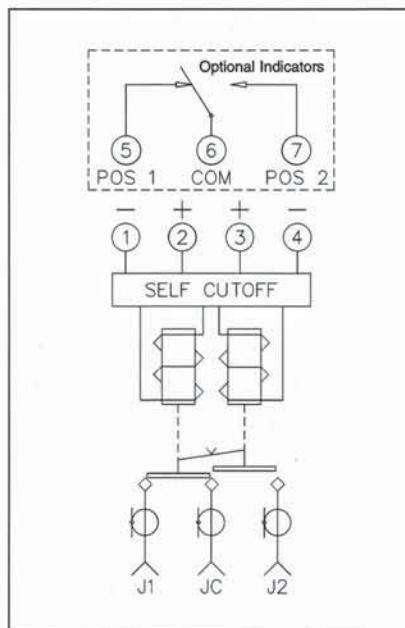 Optional Indicators
5 6 7
POS 1 COM POS 2
− + + −
1 2 3 4
SELF CUTOFF
J1 JC J2